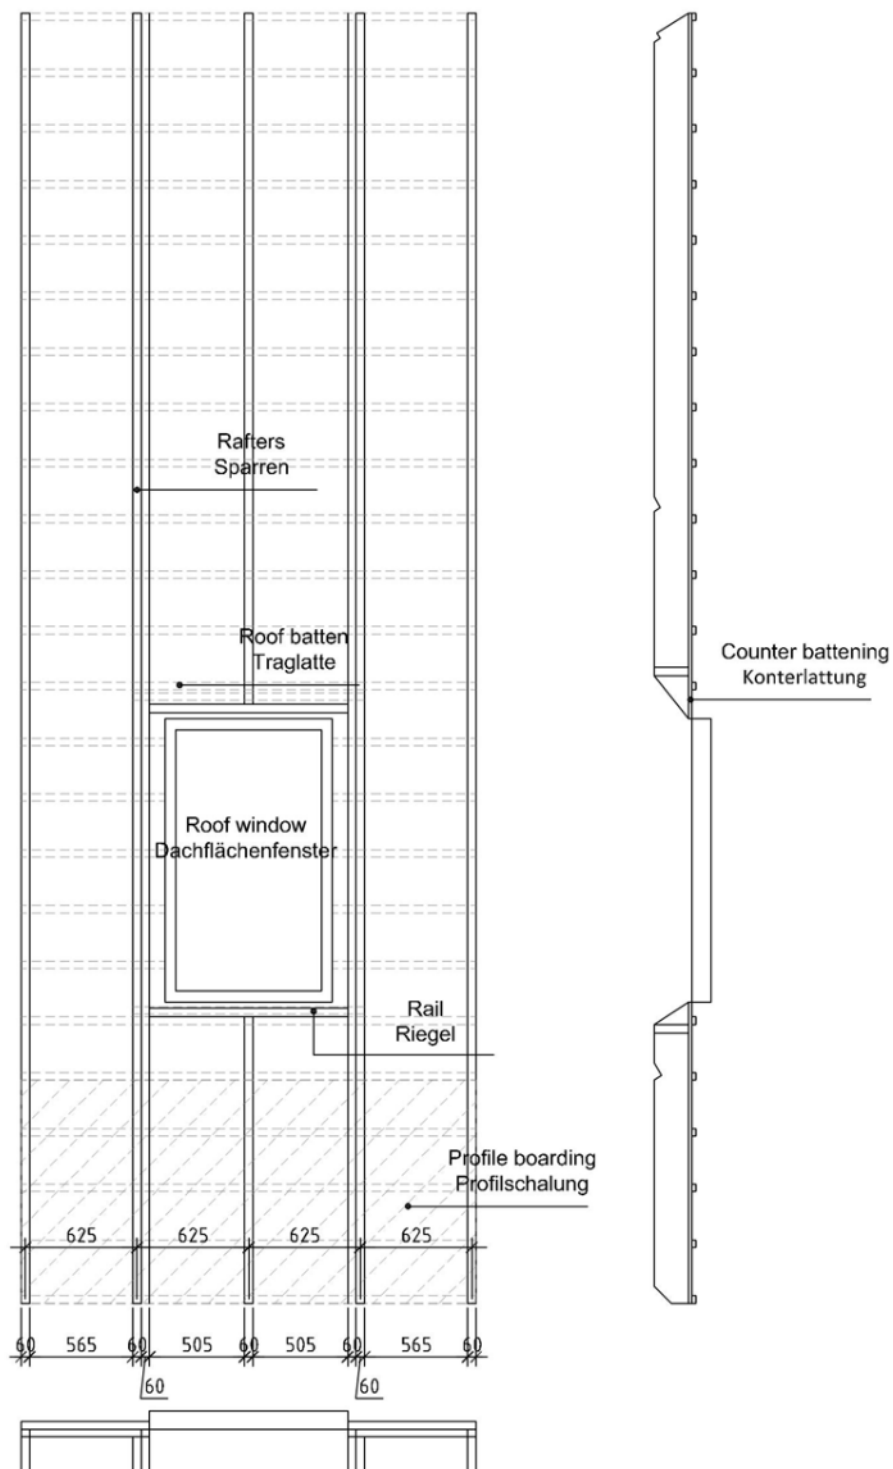 Rafters
Sparren
Roof batten
Traglatte
Counter battening
Konterlattung
Roof window
Dachflächenfenster
Rail
Riegel
Profile boarding
Profilschalung
625 625 625 625
60 565 60 505 60 505 60 565 60
60 60